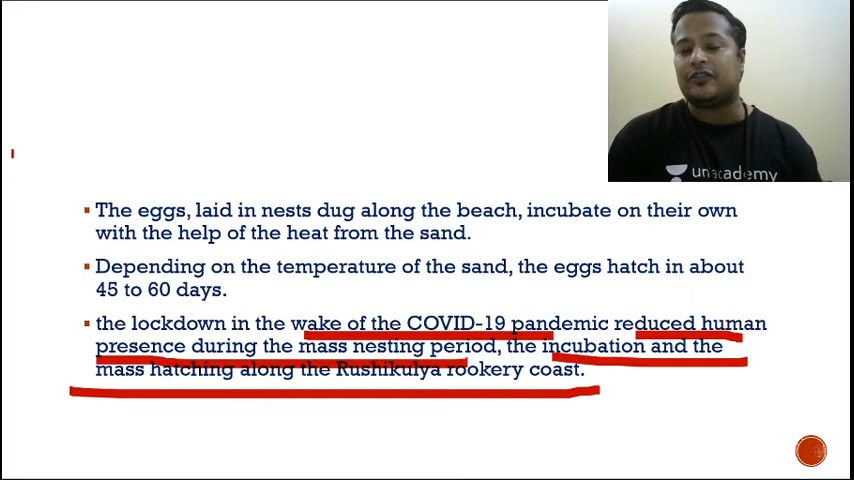 unacademy
The eggs, laid in nests dug along the beach, incubate on their own
with the help of the heat from the sand.
Depending on the temperature of the sand, the eggs hatch in about
45 to 60 days.
the lockdown in the wake of the COVID-19 pandemic reduced human
presence during the mass nesting period, the incubation and the
mass hatching along the Rushikulya rookery coast.